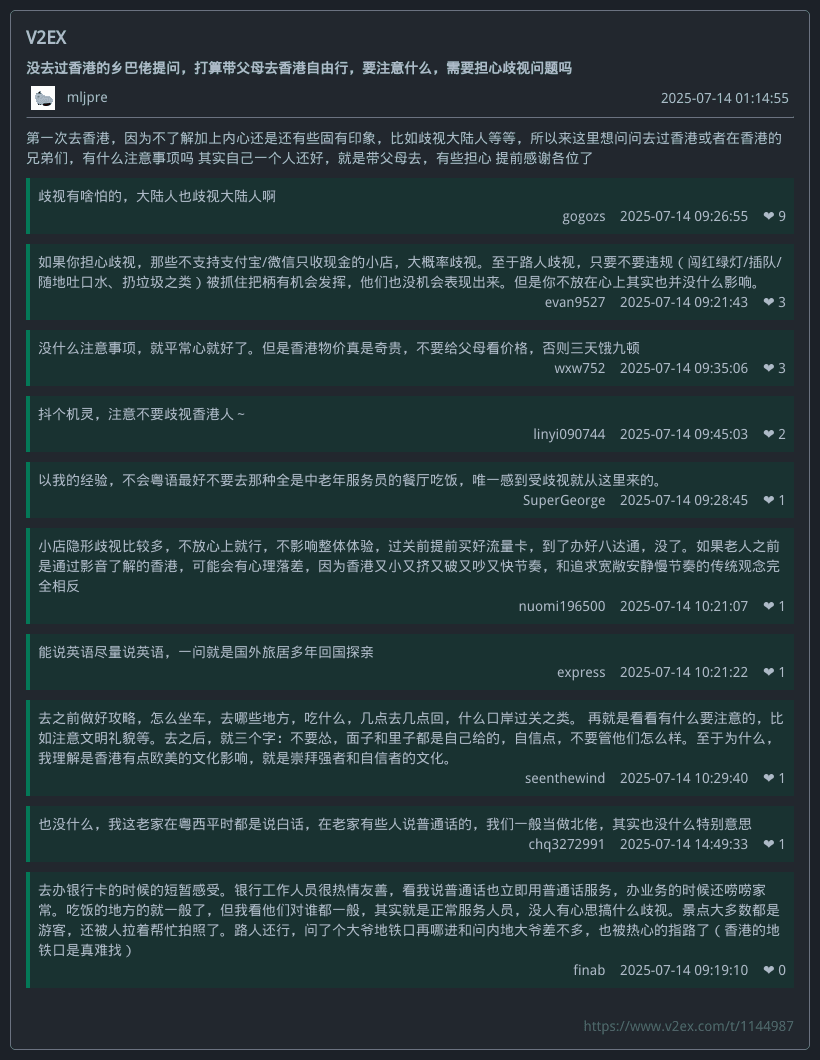 V2EX
没去过香港的乡巴佬提问，打算带父母去香港自由行，要注意什么，需要担心歧视问题吗
mljpre
2025-07-14 01:14:55
第一次去香港，因为不了解加上内心还是还有些固有印象，比如歧视大陆人等等，所以来这里想问问去过香港或者在香港的
兄弟们，有什么注意事项吗 其实自己一个人还好，就是带父母去，有些担心 提前感谢各位了
歧视有啥怕的，大陆人也歧视大陆人啊
gogozs 2025-07-14 09:26:55 ❤ 9
如果你担心歧视，那些不支持支付宝/微信只收现金的小店，大概率歧视。至于路人歧视，只要不要违规（闯红绿灯/插队/
随地吐口水、扔垃圾之类）被抓住把柄有机会发挥，他们也没机会表现出来。但是你不放在心上其实也并没什么影响。
evan9527 2025-07-14 09:21:43 ❤ 3
没什么注意事项，就平常心就好了。但是香港物价真是奇贵，不要给父母看价格，否则三天饿九顿
wxw752 2025-07-14 09:35:06 ❤ 3
抖个机灵，注意不要歧视香港人～
linyi090744 2025-07-14 09:45:03 ❤ 2
以我的经验，不会粤语最好不要去那种全是中老年服务员的餐厅吃饭，唯一感到受歧视就从这里来的。
SuperGeorge 2025-07-14 09:28:45 ❤ 1
小店隐形歧视比较多，不放心上就行，不影响整体体验，过关前提前买好流量卡，到了办好八达通，没了。如果老人之前
是通过影音了解的香港，可能会有心理落差，因为香港又小又挤又破又吵又快节奏，和追求宽敞安静慢节奏的传统观念完
全相反
nuomi196500 2025-07-14 10:21:07 ❤ 1
能说英语尽量说英语，一问就是国外旅居多年回国探亲
express 2025-07-14 10:21:22 ❤ 1
去之前做好攻略，怎么坐车，去哪些地方，吃什么，几点去几点回，什么口岸过关之类。 再就是看看有什么要注意的，比
如注意文明礼貌等。去之后，就三个字：不要怂，面子和里子都是自己给的，自信点，不要管他们怎么样。至于为什么，
我理解是香港有点欧美的文化影响，就是崇拜强者和自信者的文化。
seenthewind 2025-07-14 10:29:40 ❤ 1
也没什么，我这老家在粤西平时都是说白话，在老家有些人说普通话的，我们一般当做北佬，其实也没什么特别意思
chq3272991 2025-07-14 14:49:33 ❤ 1
去办银行卡的时候的短暂感受。银行工作人员很热情友善，看我说普通话也立即用普通话服务，办业务的时候还唠唠家
常。吃饭的地方的就一般了，但我看他们对谁都一般，其实就是正常服务人员，没人有心思搞什么歧视。景点大多数都是
游客，还被人拉着帮忙拍照了。路人还行，问了个大爷地铁口再哪进和问内地大爷差不多，也被热心的指路了（香港的地
铁口是真难找）
finab 2025-07-14 09:19:10 ❤ 0
https://www.v2ex.com/t/1144987